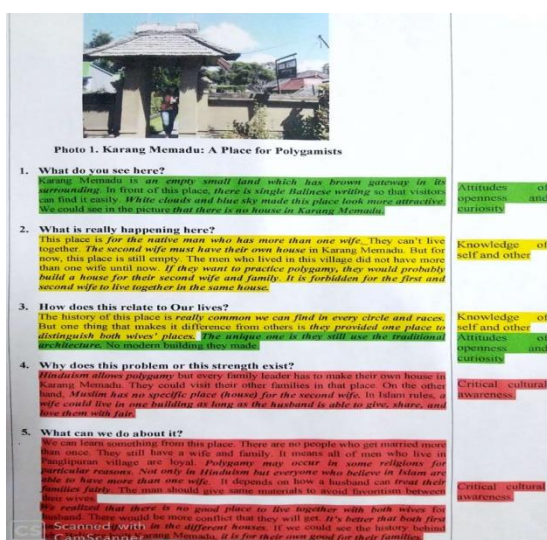 Photo 1. Karang Memadu: A Place for Polygamists
1. What do you see here?
Karang Memadu is an empty small land which has brown gateway in its
surrounding. In front of this place, there is single Balinese writing so that visitors
can find it easily. White clouds and blue sky made this place look more attractive.
We could see in the picture that there is no house in Karang Memadu.
Attitudes of
openness and
curiosity
2. What is really happening here?
This place is for the native man who has more than one wife. They can't live
together. The second wife must have their own house in Karang Memadu. But for
now, this place is still empty. The men who lived in this village did not have more
than one wife until now. If they want to practice polygamy, they would probably
build a house for their second wife and family. It is forbidden for the first and
second wife to live together in the same house.
Knowledge of
self and other
3. How does this relate to Our lives?
The history of this place is really common we can find in every circle and races.
But one thing that makes it difference from others is they provided one place to
distinguish both wives' places. The unique one is they still use the traditional
architecture. No modern building they made.
Knowledge of
self and other
Attitudes of
openness and
curiosity
4. Why does this problem or this strength exist?
Hinduism allows polygamy but every family leader has to make their own house in
Karang Memadu. They could visit their other families in that place. On the other
hand, Muslim has no specific place (house) for the second wife. In Islam rules, a
wife could live in one building as long as the husband is able to give, share, and
love them with fair.
Critical cultural
awareness.
5. What can we do about it?
We can learn something from this place. There are no people who get married more
than once. They still have a wife and family. It means all of men who live in
Panglipuran village are loyal. Polygamy may occur in some religions for
particular reasons. Not only in Hinduism but everyone who believe in Islam are
able to have more than one wife. It depends on how a husband can treat their
families fairly. The man should give same materials to avoid favoritism between
their wives.
We realized that there is no good place to live together with both wives for
husband. There would be more conflict that they will get. It's better that both first
in the different houses. If we could see the history behind
Karang Memadu, it is for their own good for their families.
Critical cultural
awareness.
CS Scanned with
CamScanner